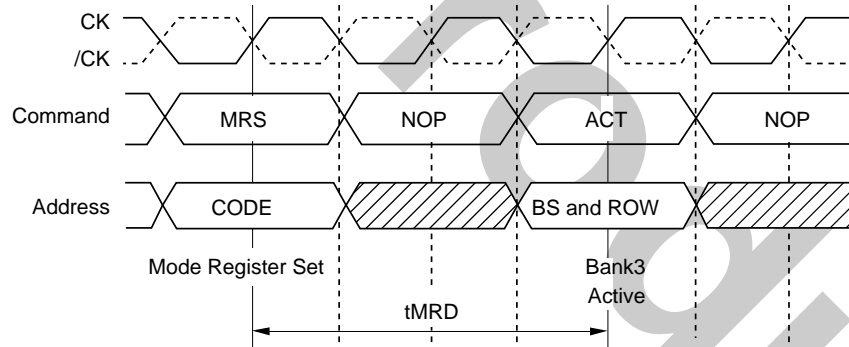 CK
/CK
Command MRS NOP ACT NOP
Address CODE BS and ROW
Mode Register Set Bank3
Active
tMRD